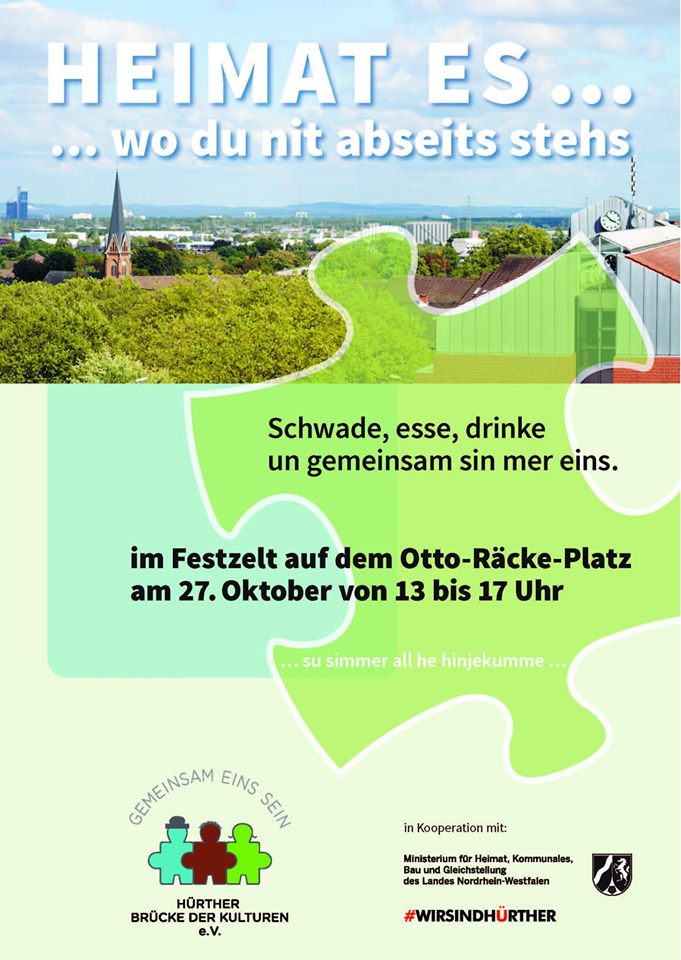 HEIMAT ES ...
... wo du nit abseits stehs
Schwade, esse, drinke
un gemeinsam sin mer eins.
im Festzelt auf dem Otto-Räcke-Platz
am 27. Oktober von 13 bis 17 Uhr
... su simmer all he hinjekumme ...
GEMEINSAM EINS SEIN
HÜRTHER
BRÜCKE DER KULTUREN
e.V.
in Kooperation mit:
Ministerium für Heimat, Kommunales,
Bau und Gleichstellung
des Landes Nordrhein-Westfalen
#WIRSINDHÜRTHER